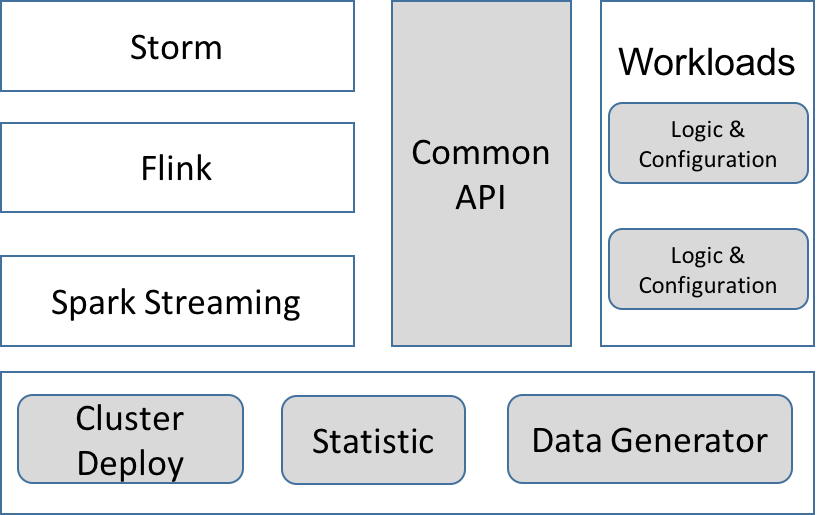 Storm
Flink
Spark Streaming
Common
API
Workloads
Logic &
Configuration
Logic &
Configuration
Cluster
Deploy
Statistic
Data Generator